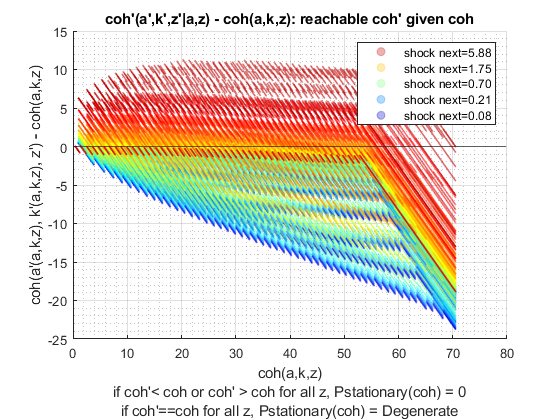 coh'(a',k',z'|a,z) - coh(a,k,z): reachable coh' given coh
15
10
5
0
-5
-10
-15
-20
-25
coh(a'(a,k,z), k'(a,k,z), z') - coh(a,k,z)
shock next=5.88
shock next=1.75
shock next=0.70
shock next=0.21
shock next=0.08
0 10 20 30 40 50 60 70 80
coh(a,k,z)
if coh'< coh or coh' > coh for all z, Pstationary(coh) = 0
if coh'==coh for all z, Pstationary(coh) = Degenerate